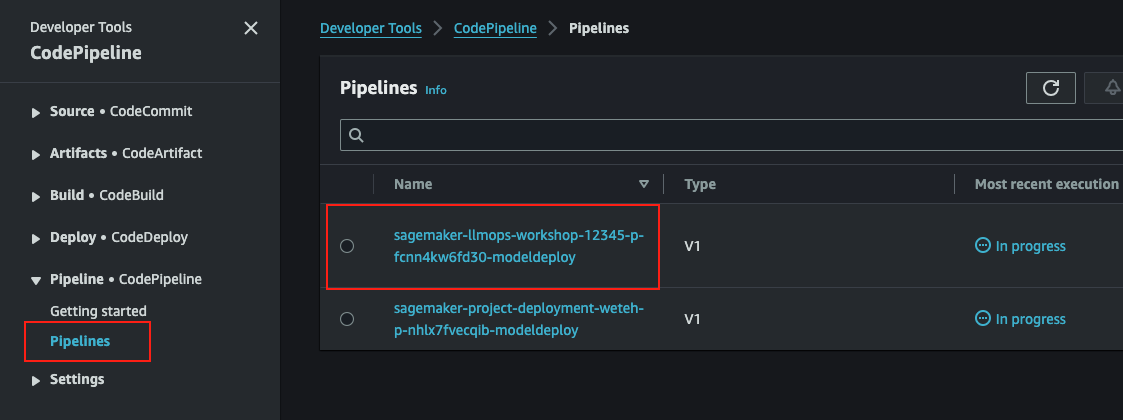 Developer Tools
CodePipeline
Source • CodeCommit
Artifacts • CodeArtifact
Build • CodeBuild
Deploy • CodeDeploy
Pipeline • CodePipeline
Getting started
Pipelines
Settings
Developer Tools > CodePipeline > Pipelines
Pipelines Info
Name Type Most recent execution
sagemaker-llmops-workshop-12345-p-
fcnn4kw6fd30-modeldeploy
V1
In progress
sagemaker-project-deployment-weteh-
p-nhlx7fvecqib-modeldeploy
V1
In progress